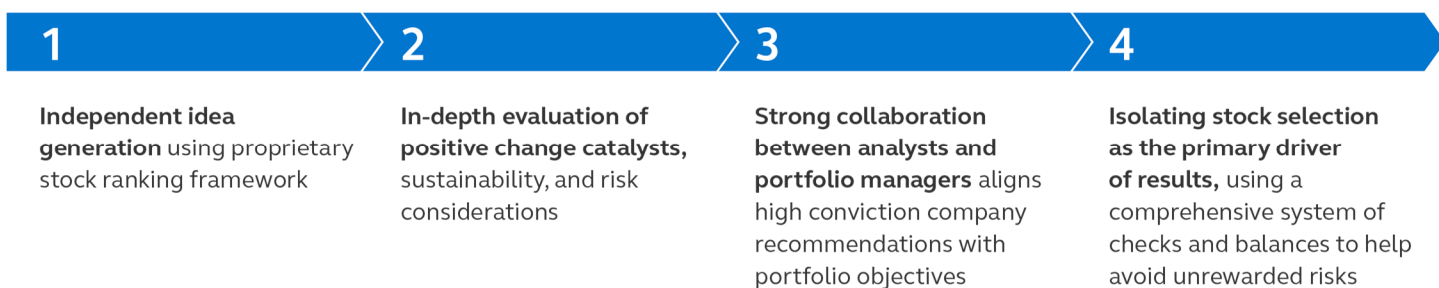 1
Independent idea
generation using proprietary
stock ranking framework
2
In-depth evaluation of
positive change catalysts,
sustainability, and risk
considerations
3
Strong collaboration
between analysts and
portfolio managers aligns
high conviction company
recommendations with
portfolio objectives
4
Isolating stock selection
as the primary driver
of results, using a
comprehensive system of
checks and balances to help
avoid unrewarded risks